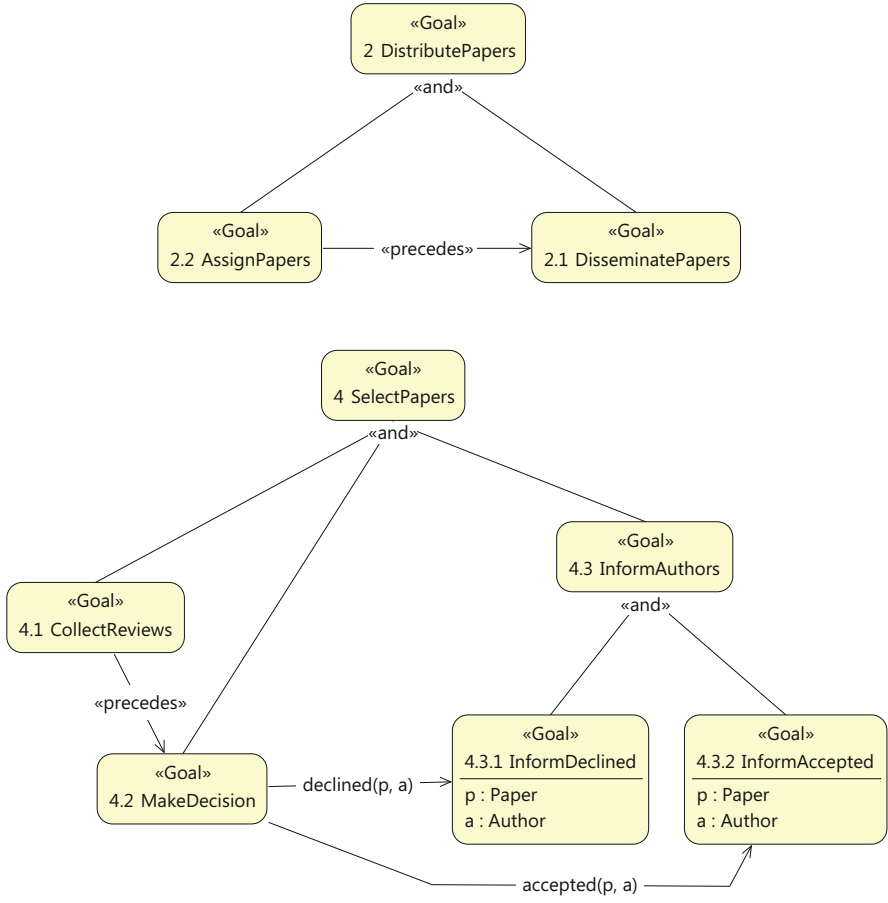 «Goal»
2 DistributePapers
«and»
«Goal»
2.2 AssignPapers
«precedes»
«Goal»
2.1 DisseminatePapers
«Goal»
4 SelectPapers
«and»
«Goal»
4.3 InformAuthors
«and»
«Goal»
4.1 CollectReviews
«precedes»
«Goal»
4.2 MakeDecision
declined(p, a)
«Goal»
4.3.1 InformDeclined
p : Paper
a : Author
«Goal»
4.3.2 InformAccepted
p : Paper
a : Author
accepted(p, a)